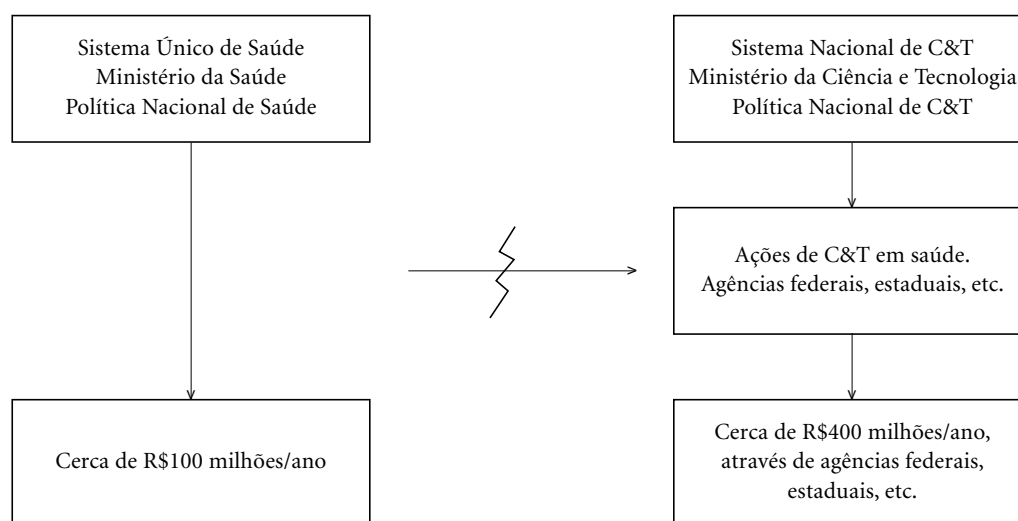 Sistema Único de Saúde
Ministério da Saúde
Política Nacional de Saúde
Sistema Nacional de C&T
Ministério da Ciência e Tecnologia
Política Nacional de C&T
Ações de C&T em saúde.
Agências federais, estaduais, etc.
Cerca de R$100 milhões/ano
Cerca de R$400 milhões/ano,
através de agências federais,
estaduais, etc.